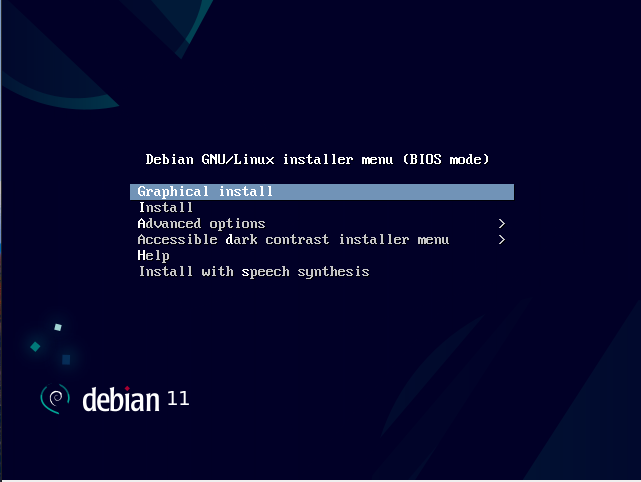 Debian GNU/Linux installer menu (BIOS mode)
Graphical install
Install
Advanced options >
Accessible dark contrast installer menu >
Help
Install with speech synthesis
debian 11